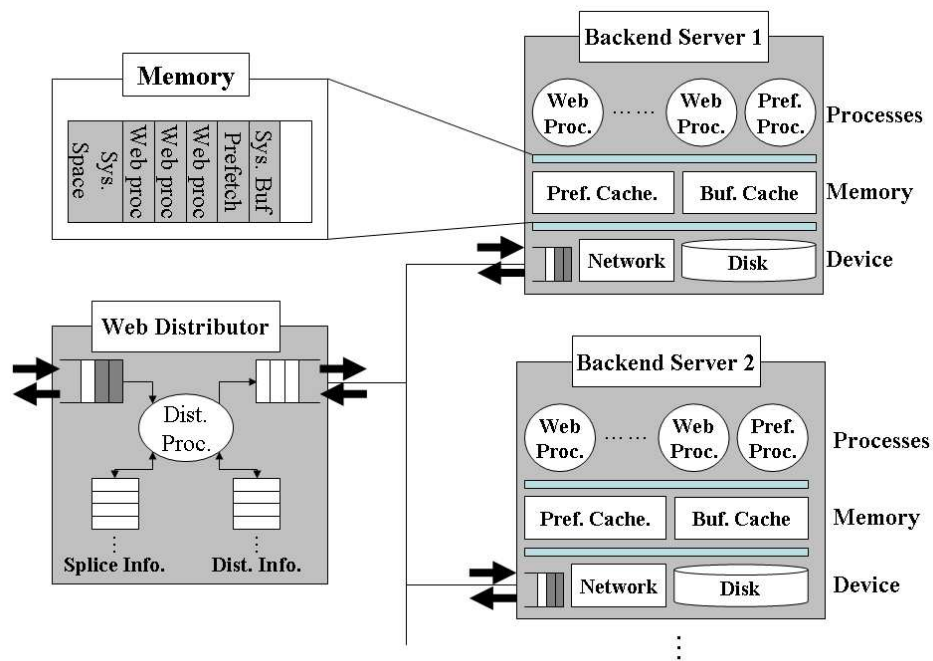 Backend Server 1
Memory
Web Proc.
……
Web Proc.
Pref. Proc.
Processes
Sys. Space
Web proc
Web proc
Web proc
Prefetch
Sys. Buf
Pref. Cache.
Buf. Cache
Memory
Network
Disk
Device
Web Distributor
Dist. Proc.
Splice Info.
Dist. Info.
Backend Server 2
Web Proc.
……
Web Proc.
Pref. Proc.
Processes
Pref. Cache.
Buf. Cache
Memory
Network
Disk
Device